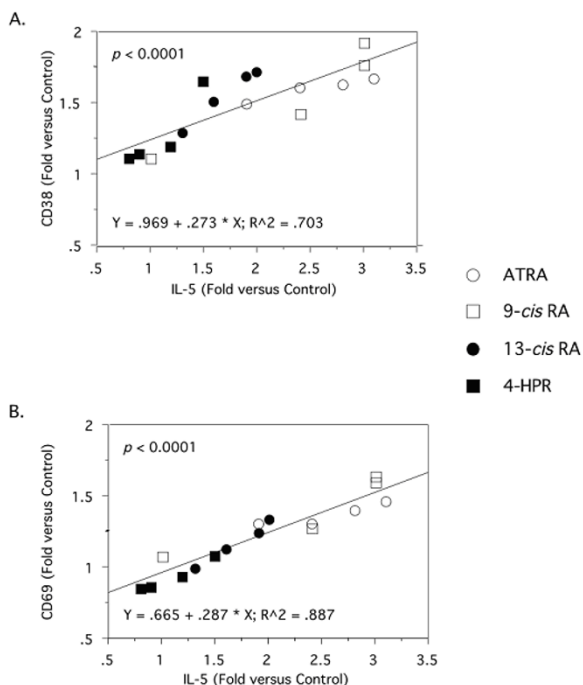 A.
CD38 (Fold versus Control)
2
1.5
1
.5
p < 0.0001
Y = .969 + .273 * X; R^2 = .703
.5 1 1.5 2 2.5 3 3.5
IL-5 (Fold versus Control)
ATRA
9-cis RA
13-cis RA
4-HPR
B.
CD69 (Fold versus Control)
2
1.5
1
.5
p < 0.0001
Y = .665 + .287 * X; R^2 = .887
.5 1 1.5 2 2.5 3 3.5
IL-5 (Fold versus Control)